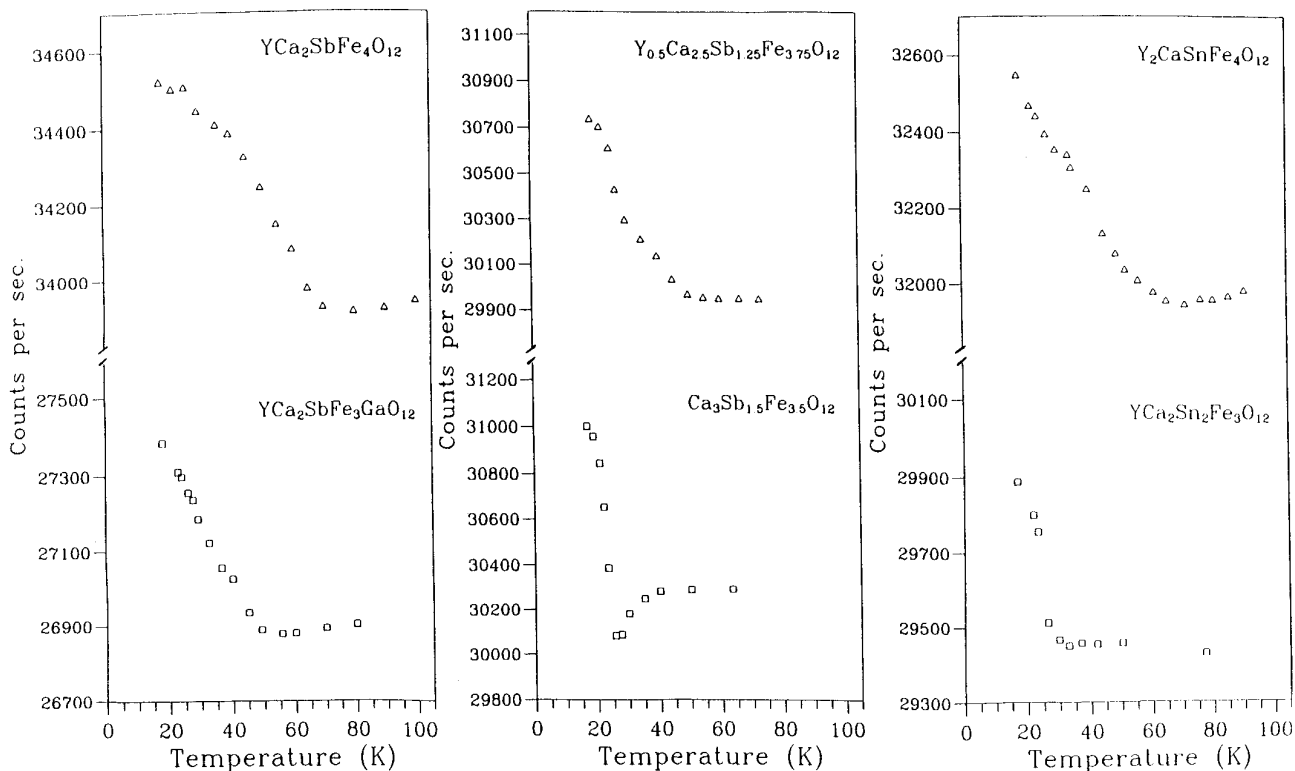 YCa₂SbFe₄O₁₂
34600
34400
34200
34000
YCa₂SbFe₃GaO₁₂
27500
27300
27100
26900
26700
0 20 40 60 80 100
Temperature (K)
Counts per sec.
Y₀.₅Ca₂.₅Sb₁.₂₅Fe₃.₇₅O₁₂
31100
30900
30700
30500
30300
30100
29900
Ca₃Sb₁.₅Fe₃.₅O₁₂
31200
31000
30800
30600
30400
30200
30000
29800
0 20 40 60 80 100
Temperature (K)
Counts per sec.
Y₂CaSnFe₄O₁₂
32600
32400
32200
32000
YCa₂Sn₂Fe₃O₁₂
30100
29900
29700
29500
29300
0 20 40 60 80 100
Temperature (K)
Counts per sec.